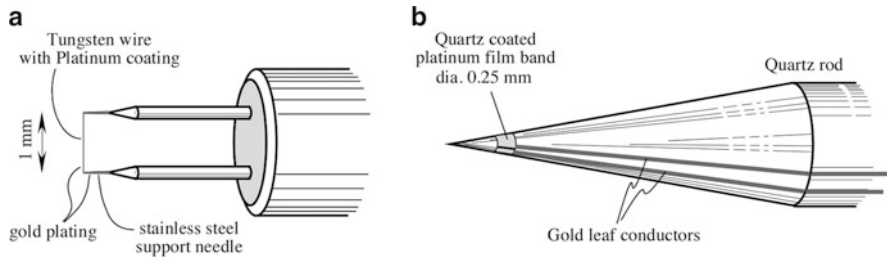 a
Tungsten wire
with Platinum coating
1 mm
gold plating
stainless steel
support needle
b
Quartz coated
platinum film band
dia. 0.25 mm
Quartz rod
Gold leaf conductors